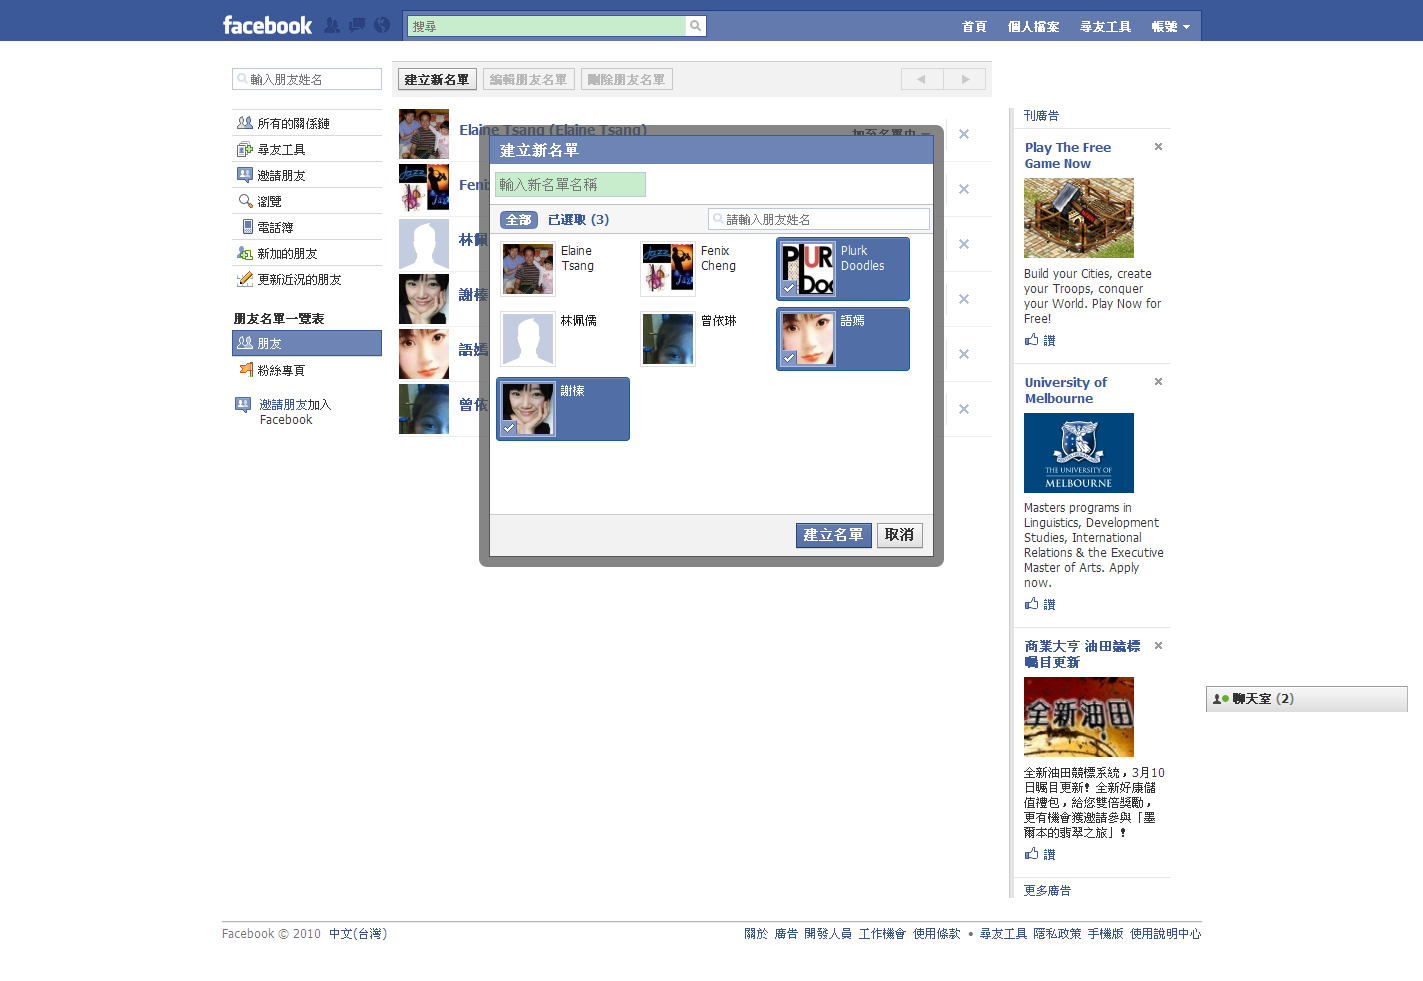 facebook
搜尋
首頁 個人檔案 尋友工具 帳號
輸入朋友姓名
建立新名單 編輯朋友名單 刪除朋友名單
所有的關係鏈
尋友工具
邀請朋友
瀏覽
電話簿
新加的朋友
更新近況的朋友
朋友名單一覽表
朋友
粉絲專頁
邀請朋友加入
Facebook
Elaine Tsang (Elaine Tsang)
加至名單中
Feni
林佩
謝榛
語嫣
曾依
建立新名單
輸入新名單名稱
全部 已選取 (3)
請輸入朋友姓名
Elaine
Tsang
Fenix
Cheng
Plurk
Doodles
PLUR
Doo
Jazz
林佩儒
曾依琳
語嫣
謝榛
建立名單 取消
刊廣告
Play The Free
Game Now
Build your Cities, create
your Troops, conquer
your World. Play Now for
Free!
讚
University of
Melbourne
THE UNIVERSITY OF
MELBOURNE
Masters programs in
Linguistics, Development
Studies, International
Relations & the Executive
Master of Arts. Apply
now.
讚
商業大亨 油田競標
矚目更新
全新油田
全新油田競標系統，3月10
日矚目更新！全新好康儲
值禮包，給您雙倍獎勵，
更有機會獲邀請參與「墨
爾本的翡翠之旅」！
讚
更多廣告
聊天室 (2)
Facebook © 2010 中文(台灣)
關於 廣告 開發人員 工作機會 使用條款 • 尋友工具 隱私政策 手機版 使用說明中心